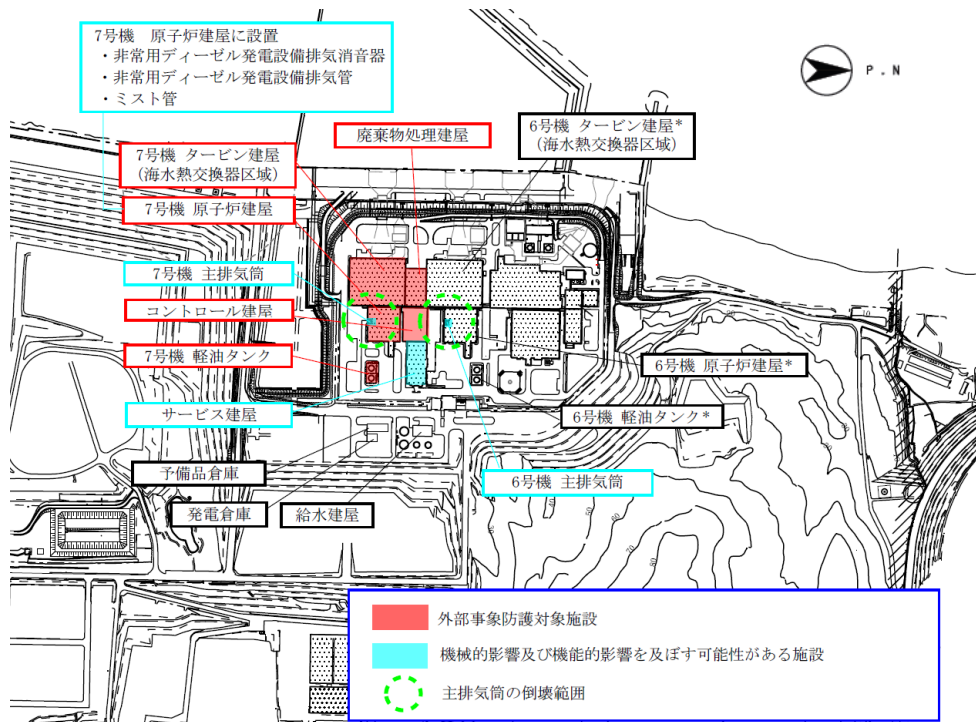 7号機 原子炉建屋に設置
・非常用ディーゼル発電設備排気消音器
・非常用ディーゼル発電設備排気管
・ミスト管
P.N
廃棄物処理建屋
6号機 タービン建屋*
(海水熱交換器区域)
7号機 タービン建屋
(海水熱交換器区域)
7号機 原子炉建屋
7号機 主排気筒
コントロール建屋
7号機 軽油タンク
サービス建屋
6号機 原子炉建屋*
6号機 軽油タンク*
6号機 主排気筒
予備品倉庫
発電倉庫
給水建屋
外部事象防護対象施設
機械的影響及び機能的影響を及ぼす可能性がある施設
主排気筒の倒壊範囲